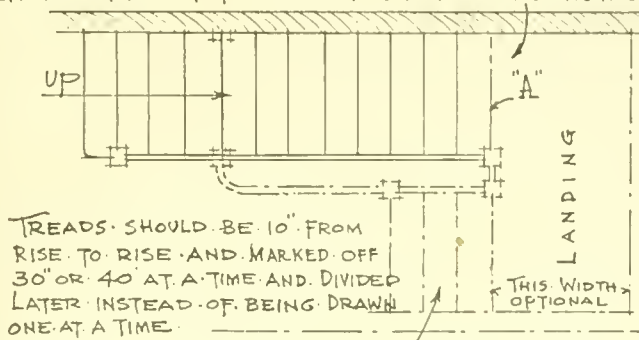 UP
"A"
LANDING
TREADS · SHOULD · BE · 10" · FROM
RISE · TO · RISE · AND · MARKED · OFF
30" OR · 40 AT · A · TIME · AND · DIVIDED
LATER · INSTEAD · OF · BEING · DRAWN
ONE · AT · A · TIME ·
THIS WIDTH
OPTIONAL